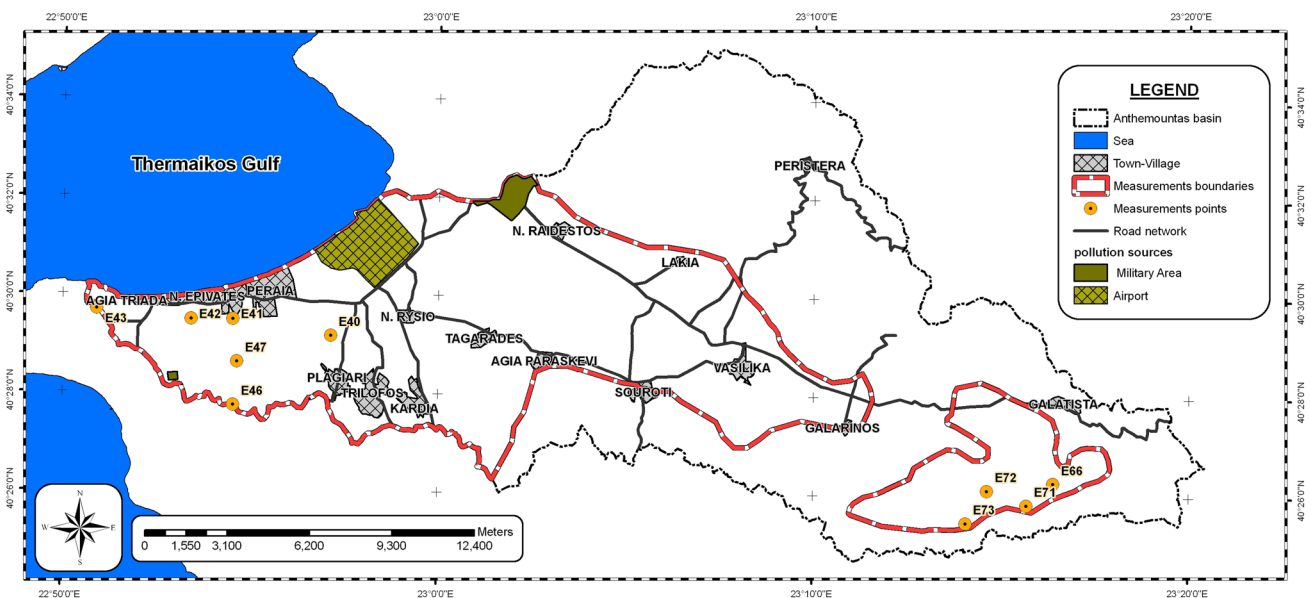 22°50'0"E 23°0'0"E 23°10'0"E 23°20'0"E
40°34'0"N
40°34'0"N
LEGEND
Anthemountas basin
Sea
Town-Village
Measurements boundaries
Measurements points
Road network
pollution sources
Military Area
Airport
Thermaikos Gulf
PERISTERA
40°32'0"N
40°32'0"N
N. RAIDESTOS
LAKIA
40°30'0"N
40°30'0"N
AGIA TRIADA
N. EPIVATES
PERAIA
E43
E42
E41
E40
N. RYSIO
TAGARADES
E47
AGIA PARASKEVI
VASILIKA
PLAGIARI
TRILOFOS
KARDIA
E46
SOUROTI
40°28'0"N
40°28'0"N
GALATISTA
GALARINOS
E66
E72
E71
E73
40°26'0"N
40°26'0"N
N
W E
S
Meters
0 1,550 3,100 6,200 9,300 12,400
22°50'0"E 23°0'0"E 23°10'0"E 23°20'0"E